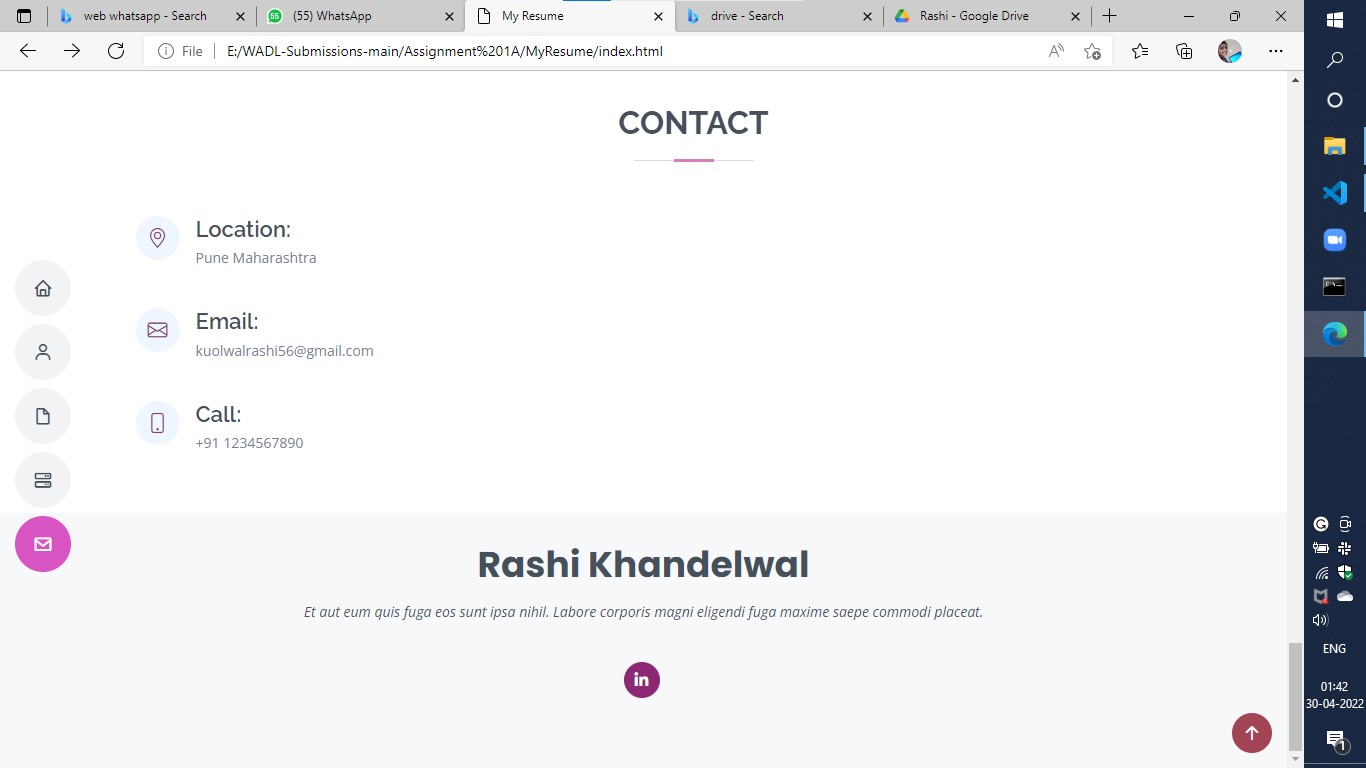 web whatsapp - Search
(55) WhatsApp
My Resume
drive - Search
Rashi - Google Drive
File
E:/WADL-Submissions-main/Assignment%201A/MyResume/index.html
CONTACT
Location:
Pune Maharashtra
Email:
kuolwalrashi56@gmail.com
Call:
+91 1234567890
Rashi Khandelwal
Et aut eum quis fuga eos sunt ipsa nihil. Labore corporis magni eligendi fuga maxime saepe commodi placeat.
in
ENG
01:42
30-04-2022
1